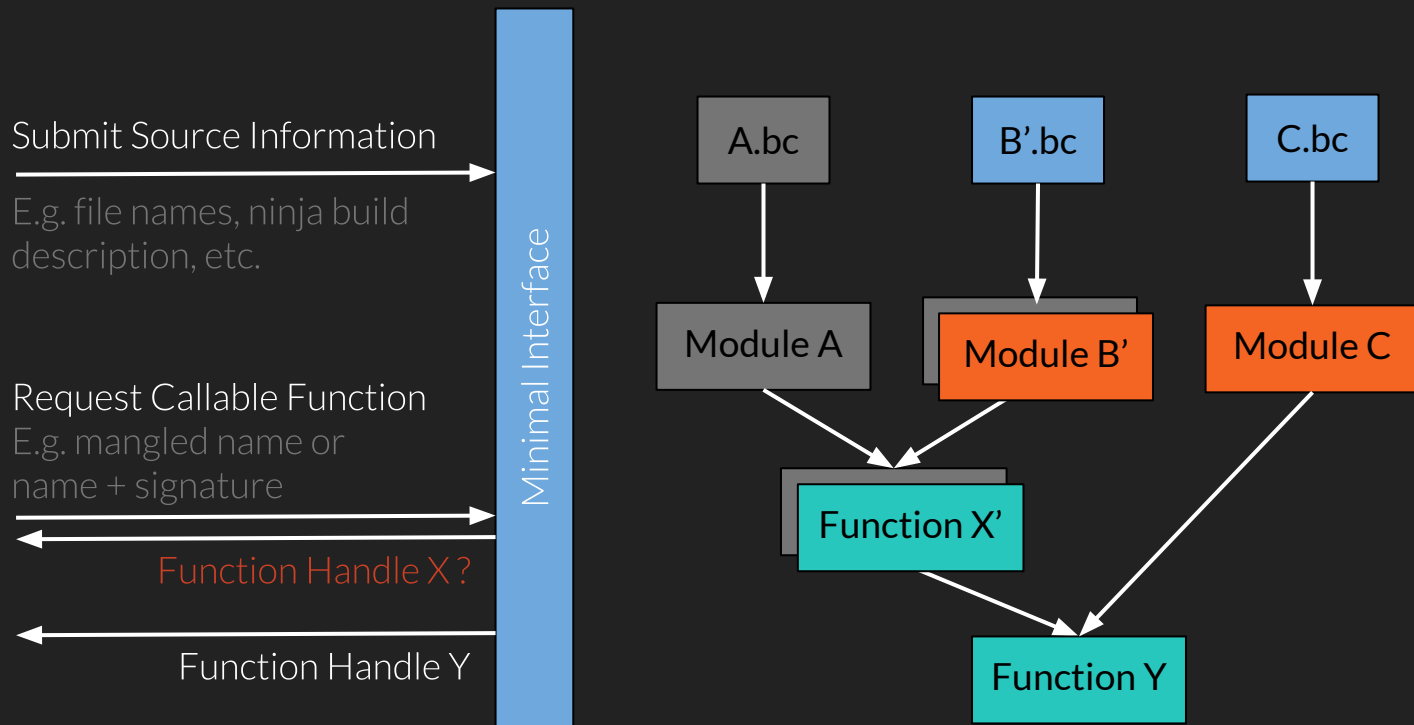 Submit Source Information
E.g. file names, ninja build
description, etc.
Request Callable Function
E.g. mangled name or
name + signature
Function Handle X ?
Function Handle Y
Minimal Interface
A.bc
B’.bc
C.bc
Module A
Module B’
Module C
Function X’
Function Y